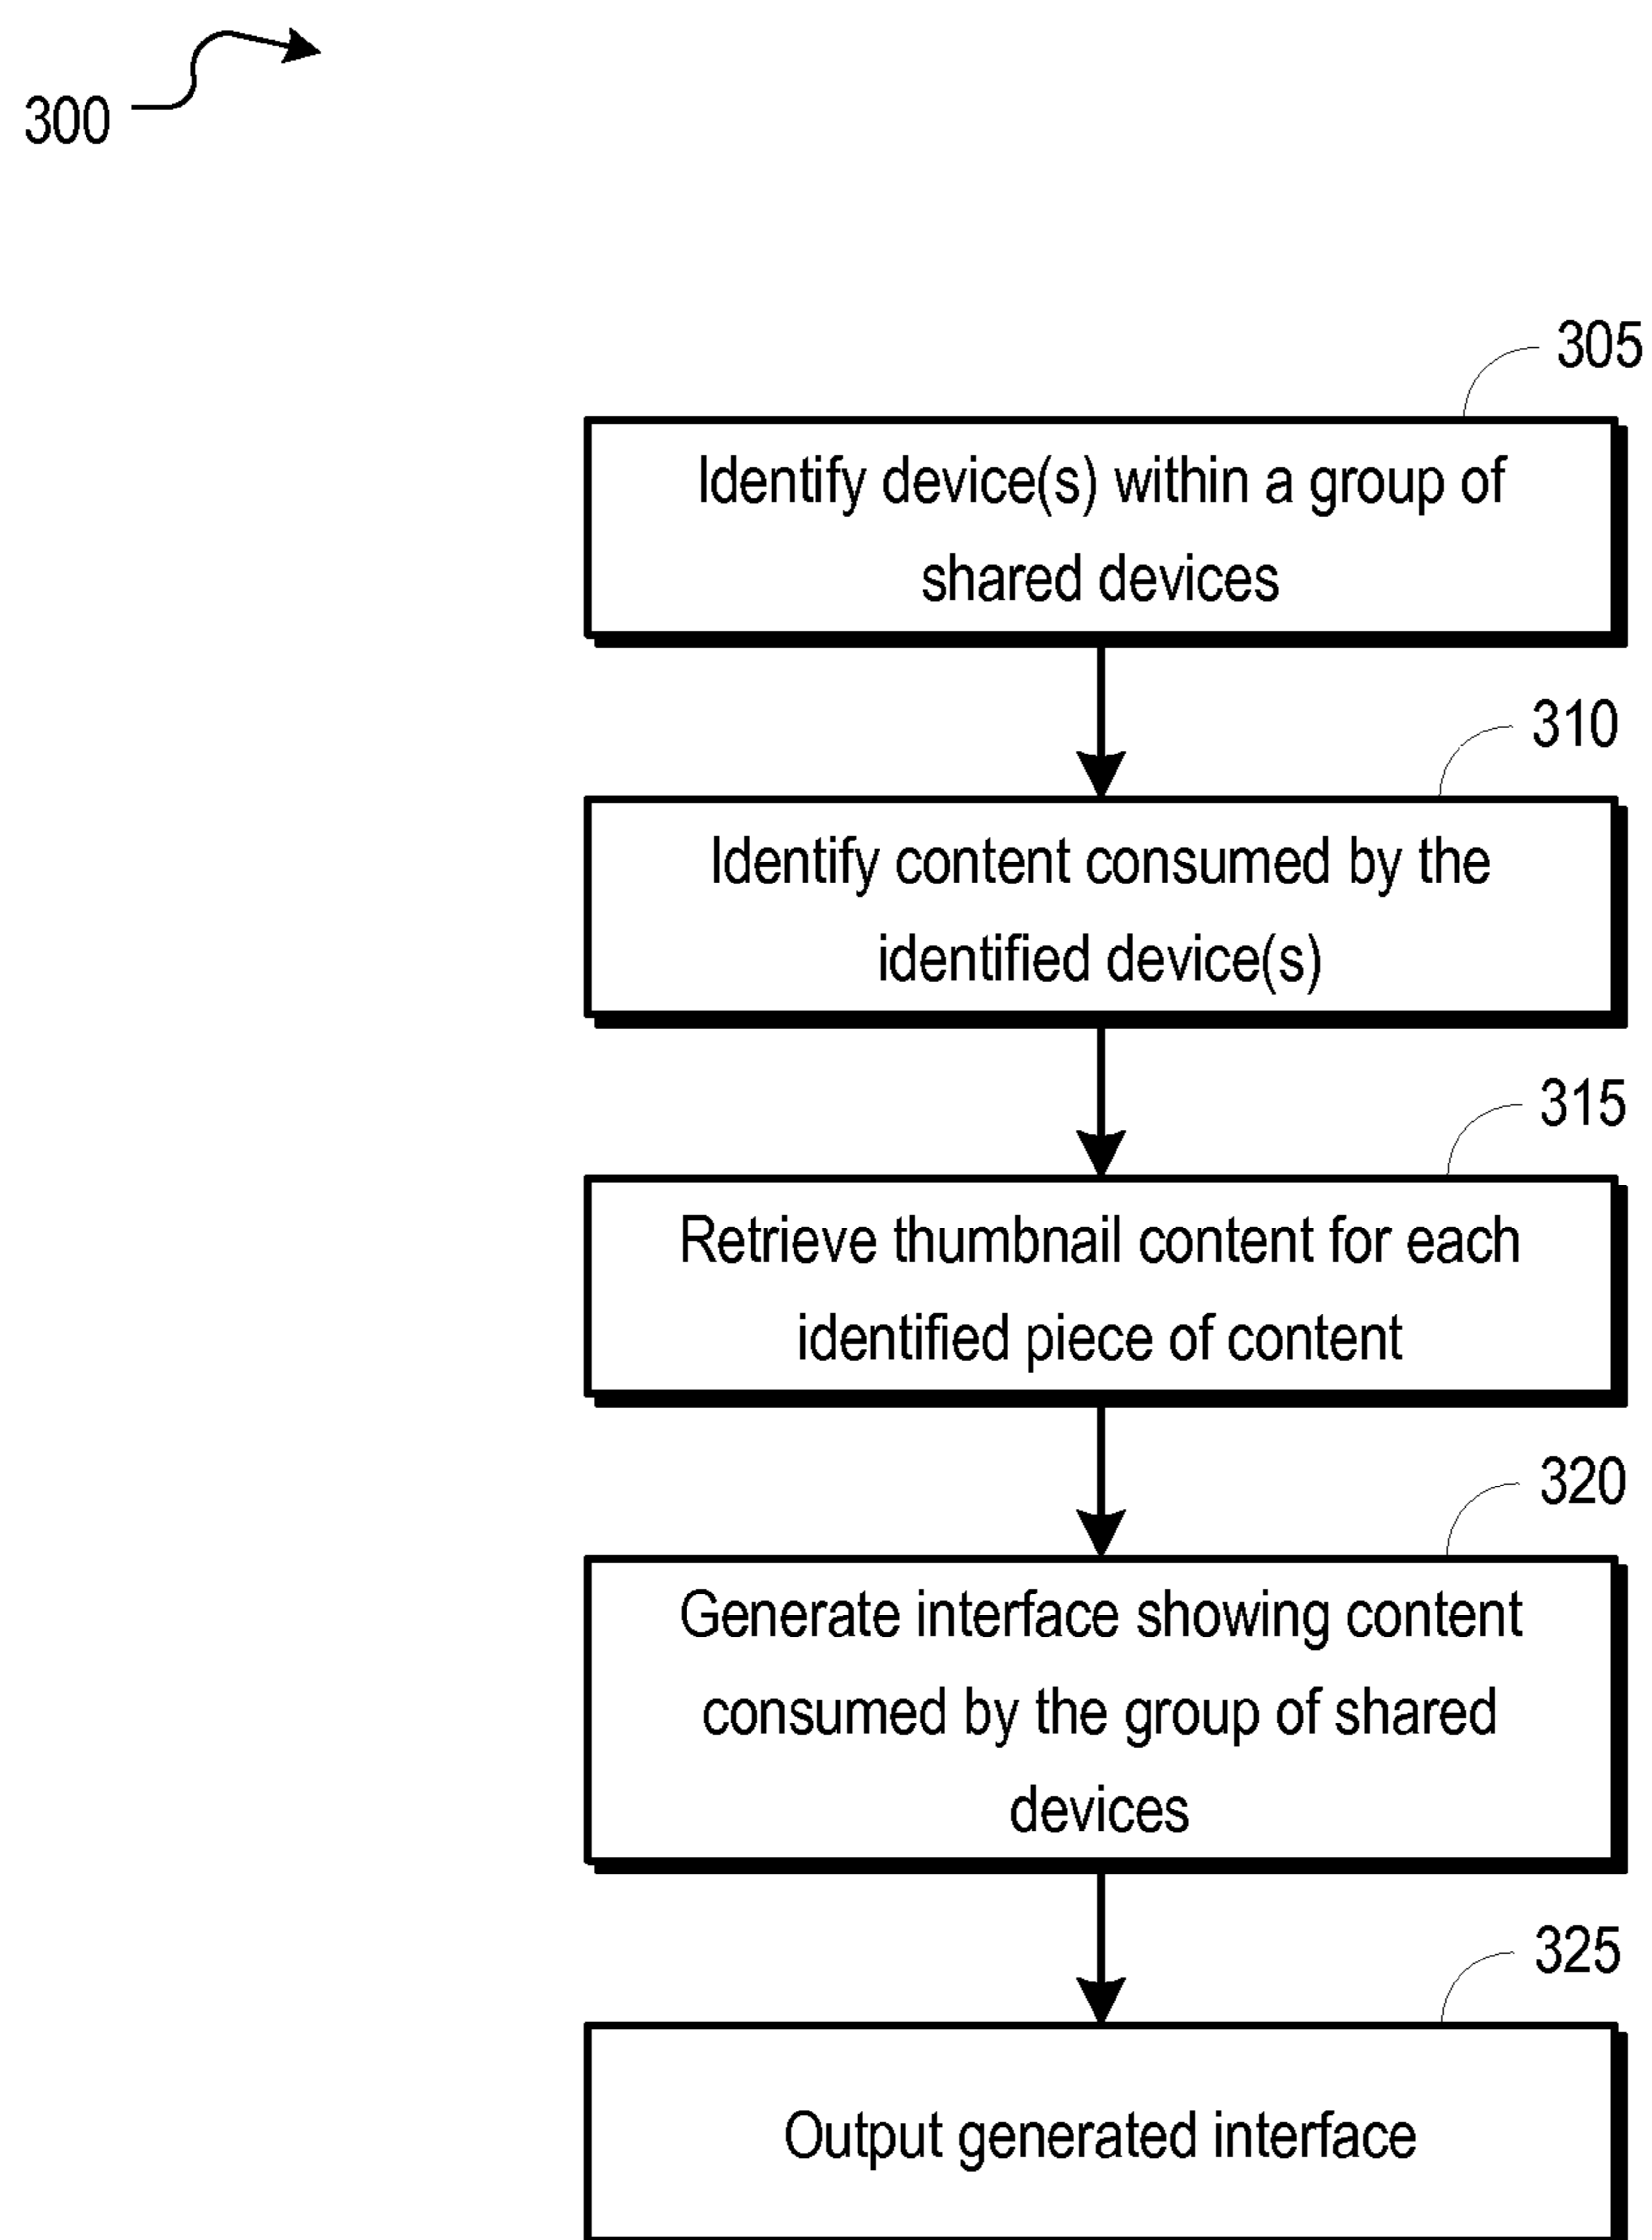 300
305
Identify device(s) within a group of
shared devices
310
Identify content consumed by the
identified device(s)
315
Retrieve thumbnail content for each
identified piece of content
320
Generate interface showing content
consumed by the group of shared
devices
325
Output generated interface